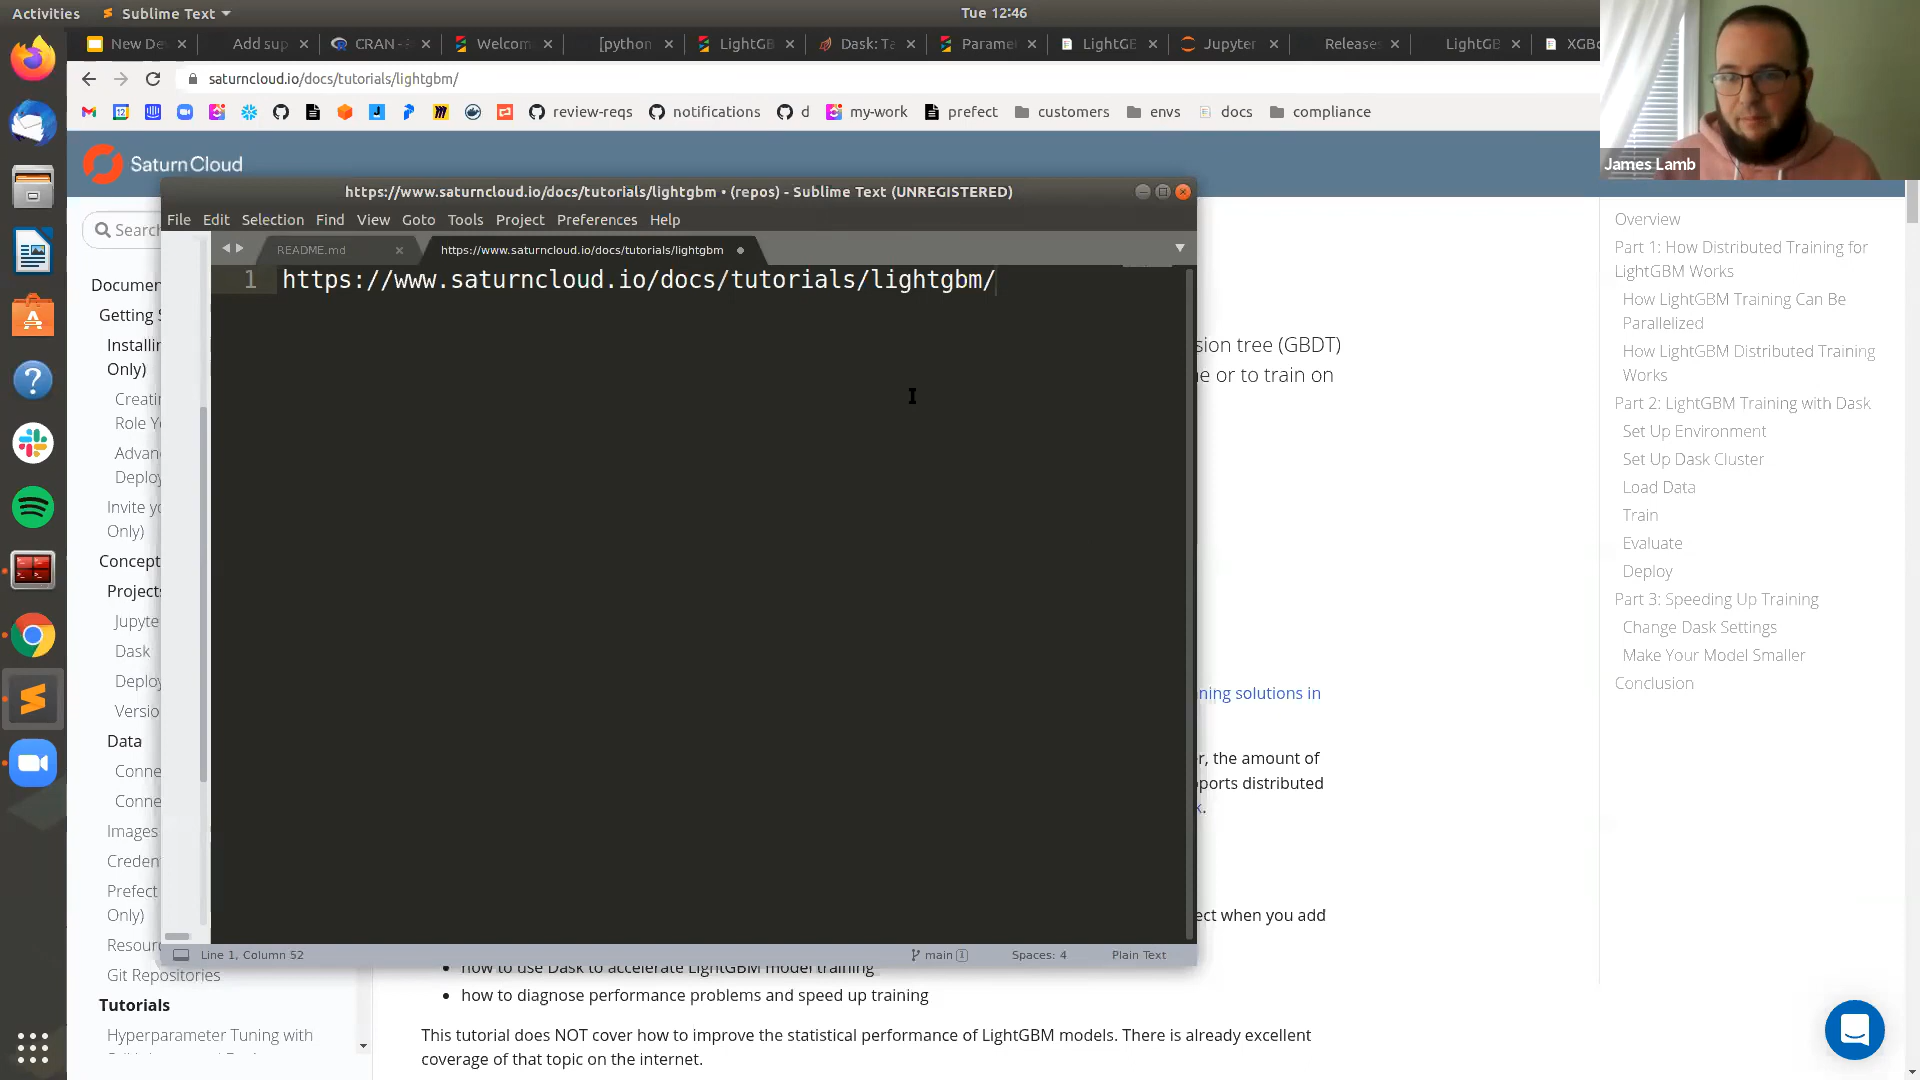 Activities
Sublime Text
Tue 12:46
New De
Add sup
CRAN -
Welcom
[python
LightGB
Dask: Ta
Parame
LightGE
Jupyter
Releases
LightGB
XGBo
saturncloud.io/docs/tutorials/lightgbm/
review-reqs
notifications
d
my-work
prefect
customers
envs
docs
compliance
James Lamb
Saturn Cloud
https://www.saturncloud.io/docs/tutorials/lightgbm • (repos) - Sublime Text (UNREGISTERED)
File Edit Selection Find View Goto Tools Project Preferences Help
README.md
https://www.saturncloud.io/docs/tutorials/lightgbm
1 https://www.saturncloud.io/docs/tutorials/lightgbm/
Line 1, Column 52
main 1
Spaces: 4
Plain Text
Search
Documen
Getting S
Installin
Only)
Creatin
Role Y
Advan
Deploy
Invite yo
Only)
Concept
Projects
Jupyte
Dask
Deploy
Versio
Data
Conne
Conne
Images
Creden
Prefect
Only)
Resour
Git Repositories
Tutorials
Hyperparameter Tuning with
sion tree (GBDT)
e or to train on
ning solutions in
r, the amount of
ports distributed
k.
ect when you add
how to use Dask to accelerate LightGBM model training
how to diagnose performance problems and speed up training
This tutorial does NOT cover how to improve the statistical performance of LightGBM models. There is already excellent
coverage of that topic on the internet.
Overview
Part 1: How Distributed Training for
LightGBM Works
How LightGBM Training Can Be
Parallelized
How LightGBM Distributed Training
Works
Part 2: LightGBM Training with Dask
Set Up Environment
Set Up Dask Cluster
Load Data
Train
Evaluate
Deploy
Part 3: Speeding Up Training
Change Dask Settings
Make Your Model Smaller
Conclusion